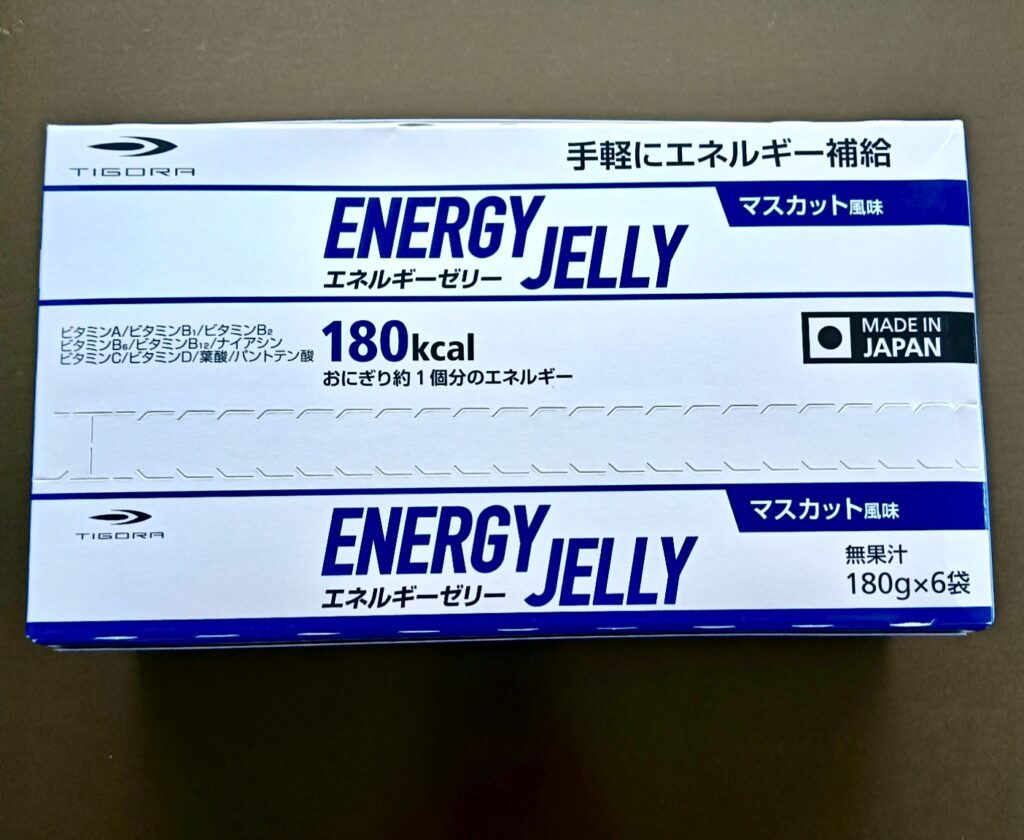 TIGORA
手軽にエネルギー補給
マスカット風味
ENERGY JELLY
エネルギーゼリー
ビタミンA/ビタミンB₁/ビタミンB₂
ビタミンB₆/ビタミンB₁₂/ナイアシン
ビタミンC/ビタミンD/葉酸/パントテン酸
180kcal
おにぎり約1個分のエネルギー
MADE IN
JAPAN
TIGORA
マスカット風味
ENERGY JELLY
エネルギーゼリー
無果汁
180g×6袋